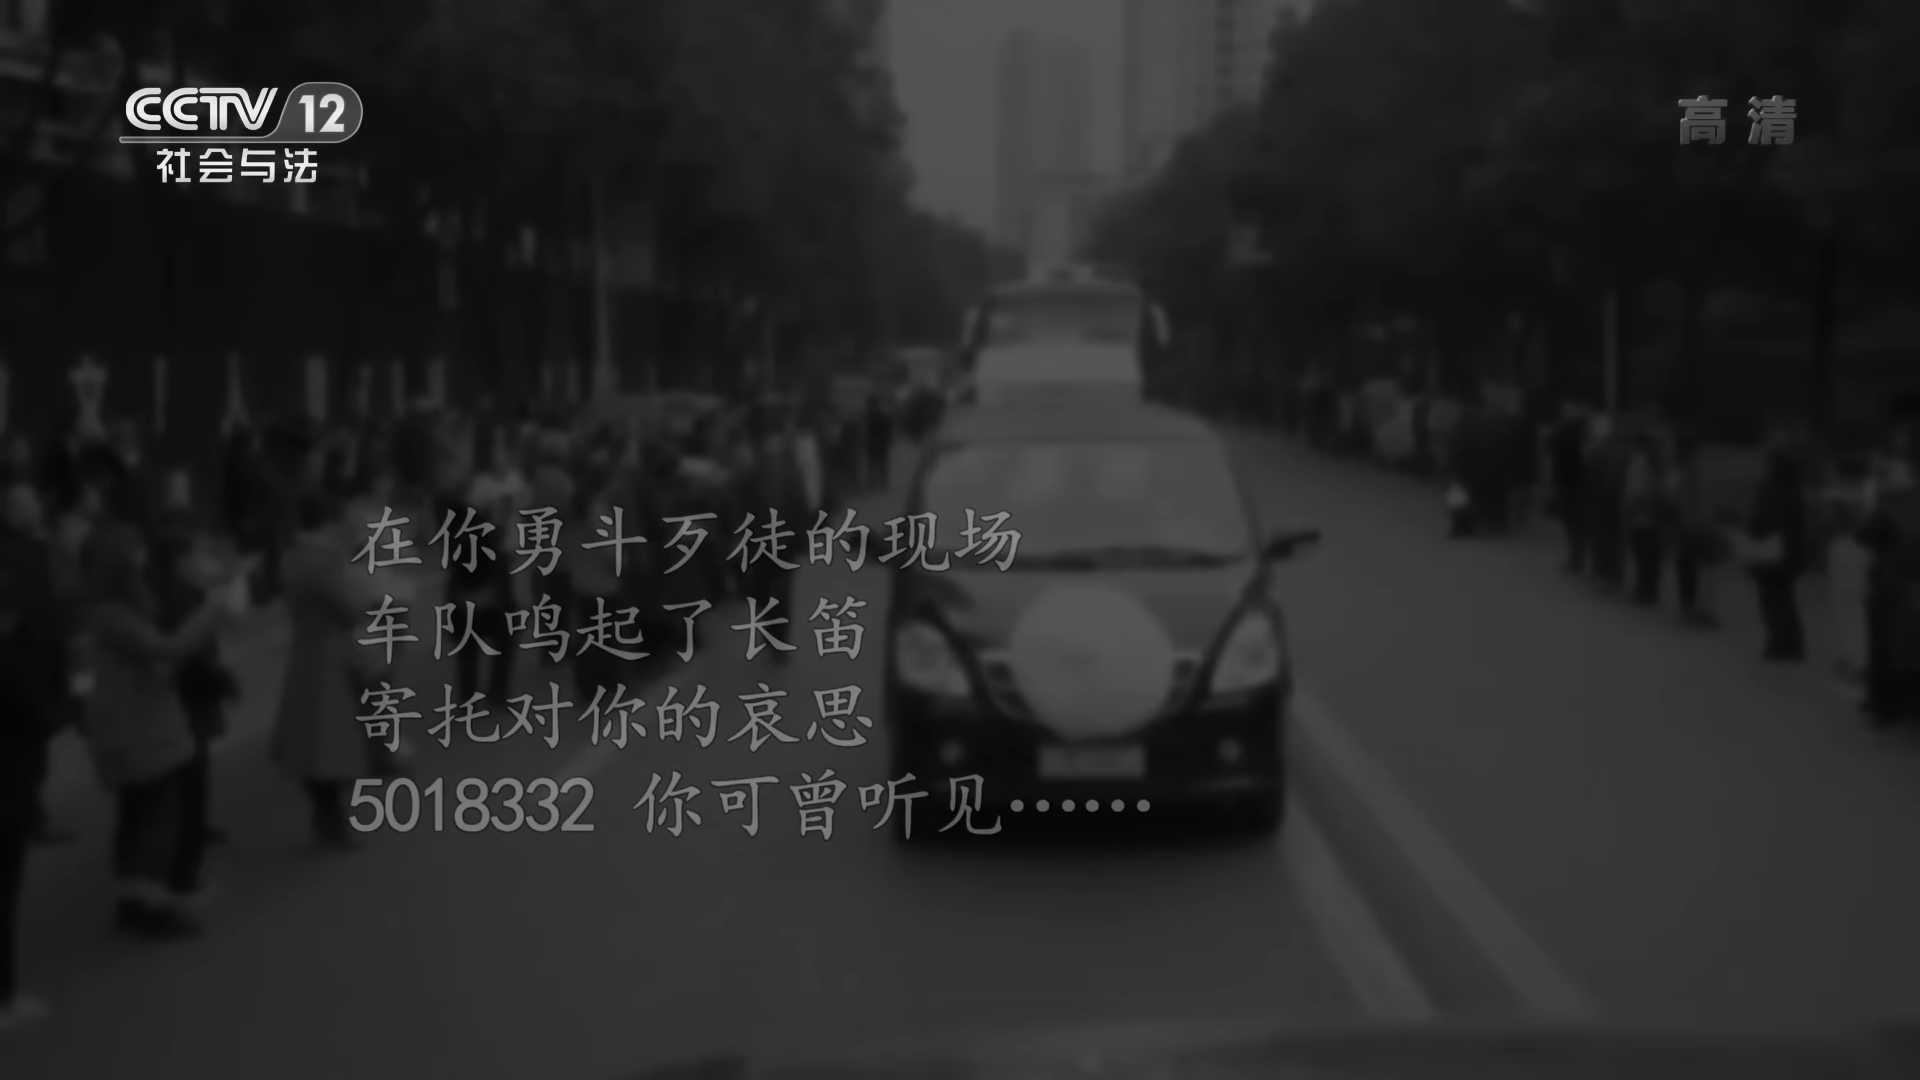 CCTV 12
社会与法
高清
在你勇斗歹徒的现场
车队鸣起了长笛
寄托对你的哀思
5018332 你可曾听见……